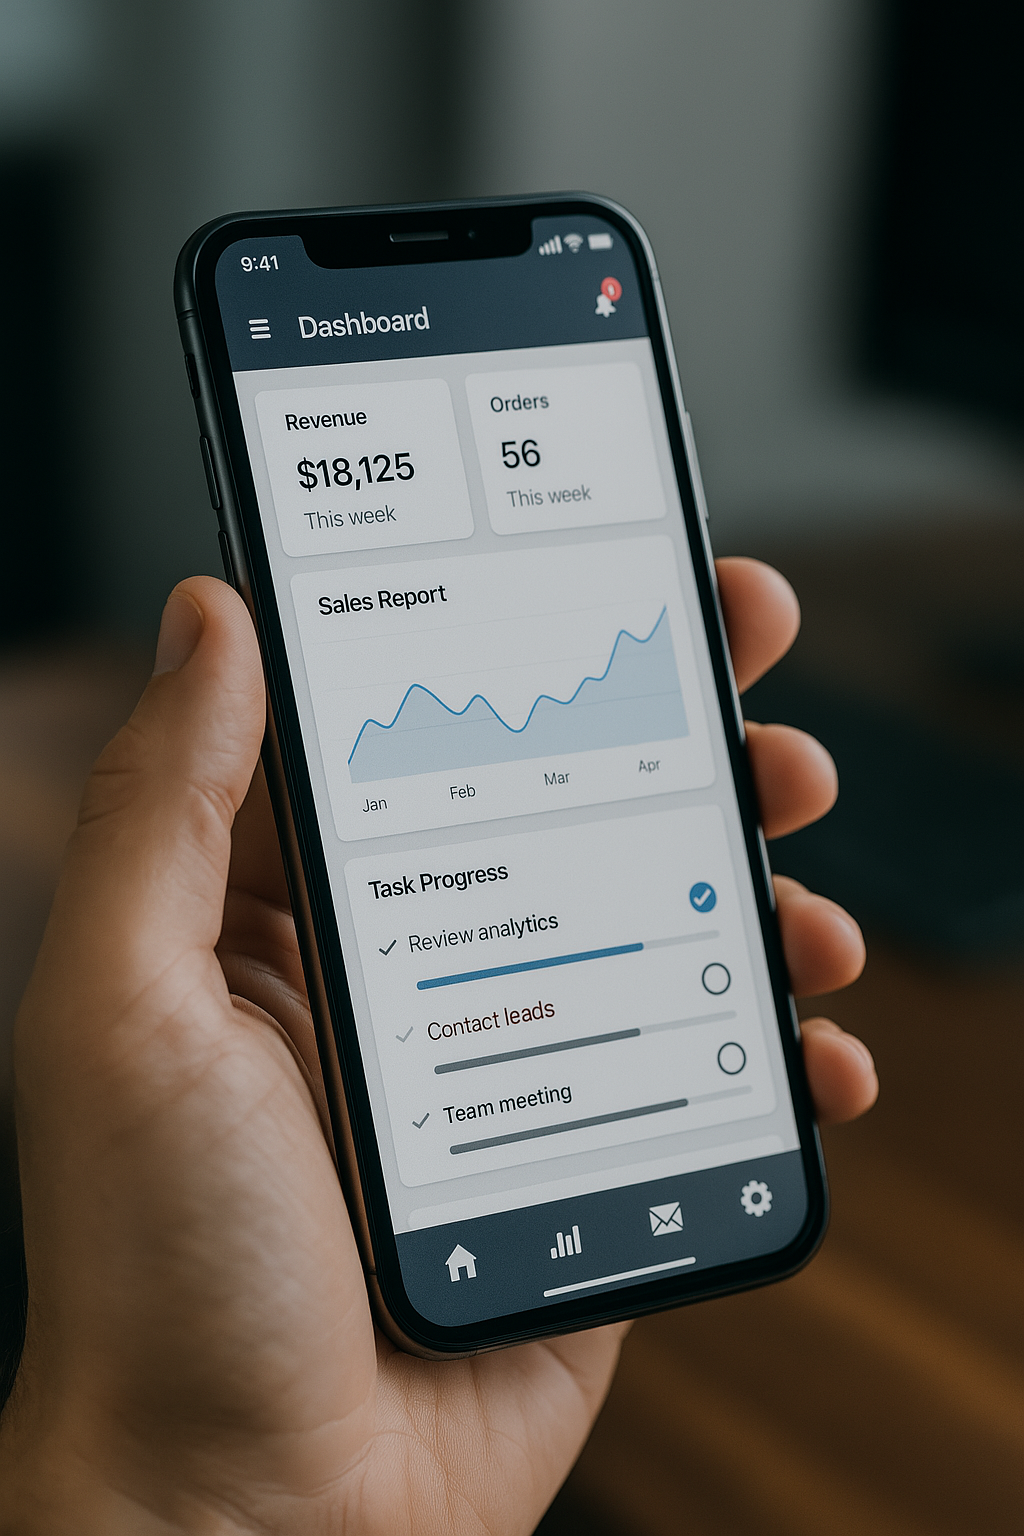 9:41
Dashboard
Revenue
$18,125
This week
Orders
56
This week
Sales Report
Jan Feb Mar Apr
Task Progress
Review analytics
Contact leads
Team meeting